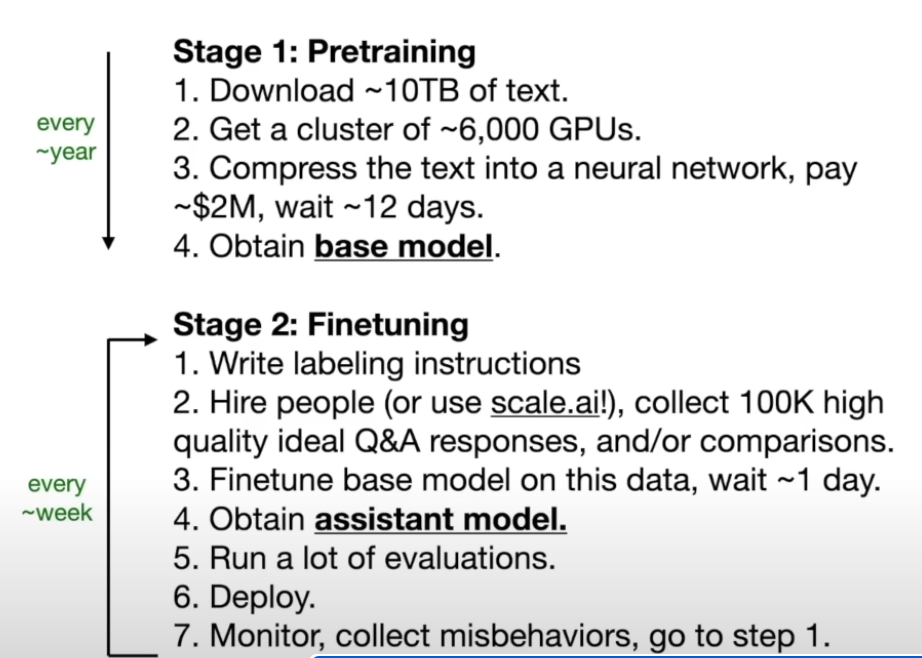 Stage 1: Pretraining
1. Download ~10TB of text.
every
2. Get a cluster of ~6,000 GPUs.
~year
3. Compress the text into a neural network, pay
~$2M, wait ~12 days.
4. Obtain base model.
Stage 2: Finetuning
1. Write labeling instructions
2. Hire people (or use scale.ai!), collect 100K high
quality ideal Q&A responses, and/or comparisons.
3. Finetune base model on this data, wait ~1 day.
every
~week
4. Obtain assistant model.
5. Run a lot of evaluations.
6. Deploy.
7. Monitor, collect misbehaviors, go to step 1.